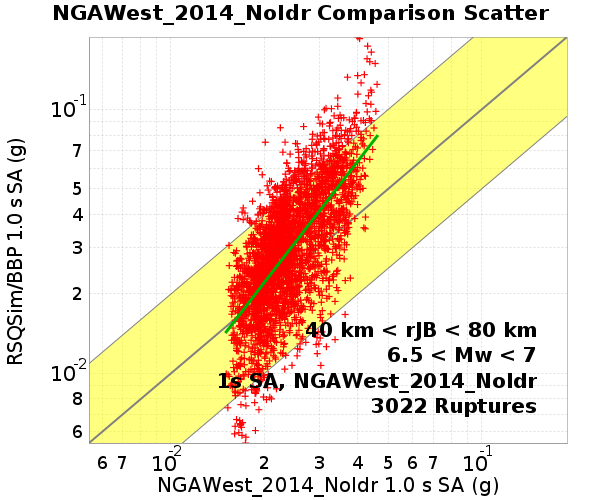 NGAWest_2014_NoIdr Comparison Scatter
RSQSim/BBP 1.0 s SA (g)
10-1
7
5
4
3
2
10-2
8
6
40 km < rJB < 80 km
6.5 < Mw < 7
1s SA, NGAWest_2014_NoIdr
3022 Ruptures
6 7 10-2 2 3 4 5 6 7 10-1
NGAWest_2014_NoIdr 1.0 s SA (g)